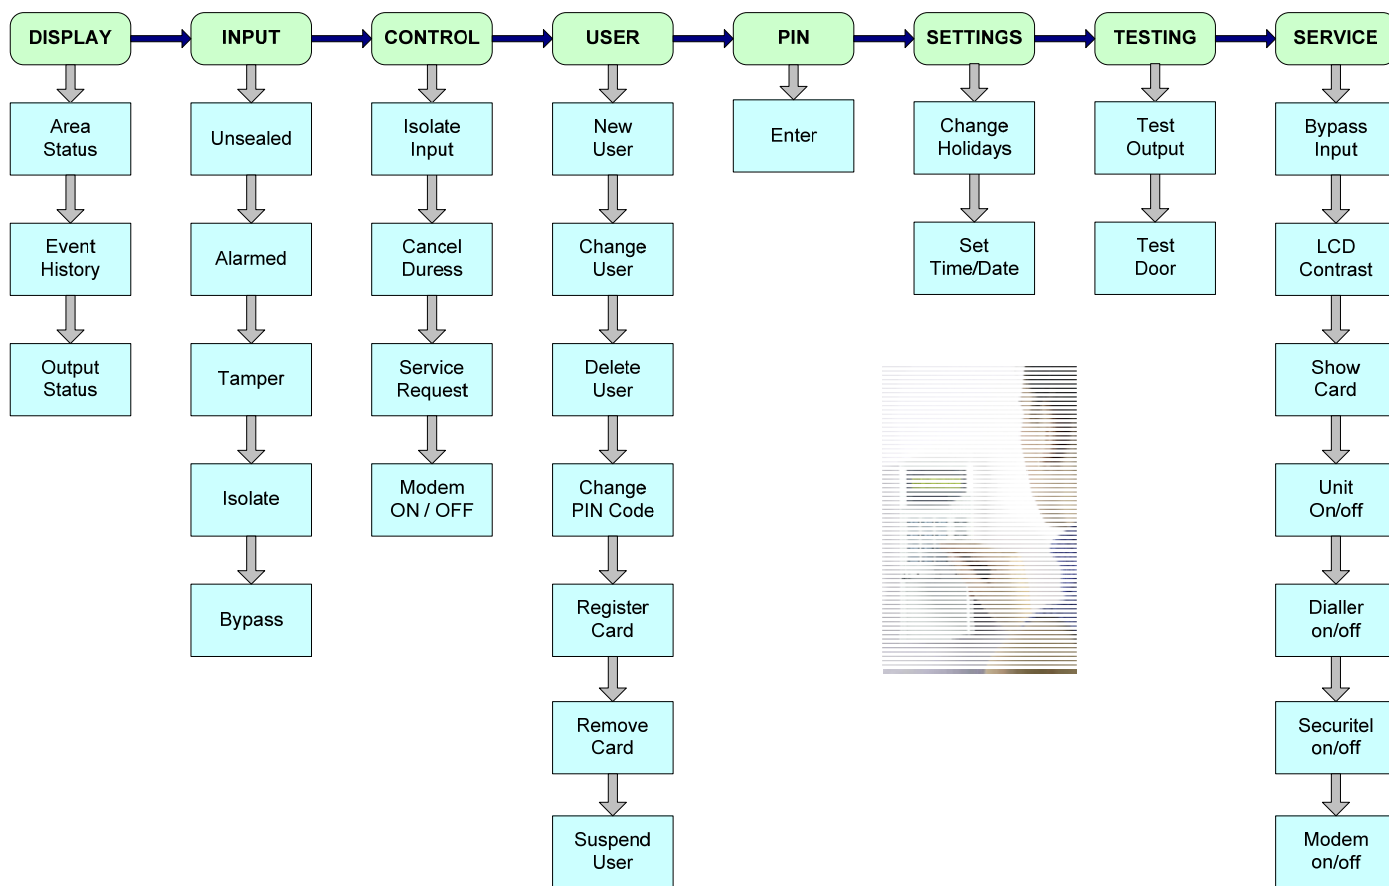 DISPLAY
INPUT
CONTROL
USER
PIN
SETTINGS
TESTING
SERVICE
Area
Status
Event
History
Output
Status
Unsealed
Alarmed
Tamper
Isolate
Bypass
Isolate
Input
Cancel
Duress
Service
Request
Modem
ON / OFF
New
User
Change
User
Delete
User
Change
PIN Code
Register
Card
Remove
Card
Suspend
User
Enter
Change
Holidays
Set
Time/Date
Test
Output
Test
Door
Bypass
Input
LCD
Contrast
Show
Card
Unit
On/off
Dialler
on/off
Securitel
on/off
Modem
on/off